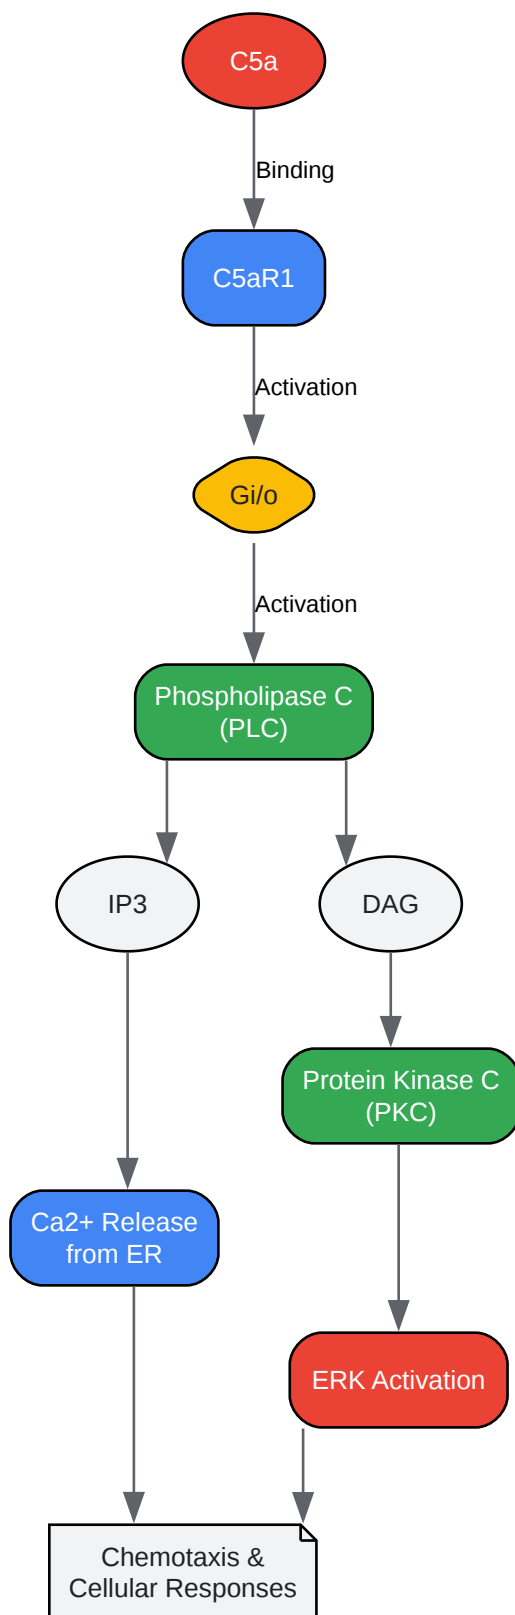 C5a
Binding
C5aR1
Activation
Gi/o
Activation
Phospholipase C
(PLC)
IP3
DAG
Protein Kinase C
(PKC)
Ca2+ Release
from ER
ERK Activation
Chemotaxis &
Cellular Responses